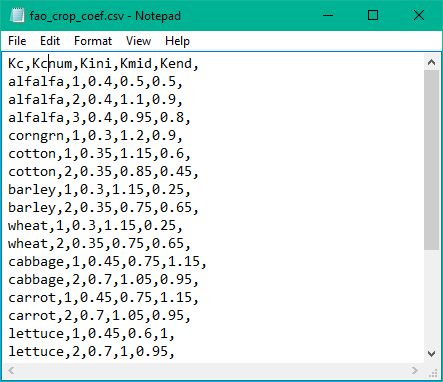 fao_crop_coef.csv - Notepad
File Edit Format View Help
Kc,Kcnum,Kini,Kmid,Kend,
alfalfa,1,0.4,0.5,0.5,
alfalfa,2,0.4,1.1,0.9,
alfalfa,3,0.4,0.95,0.8,
corngrn,1,0.3,1.2,0.9,
cotton,1,0.35,1.15,0.6,
cotton,2,0.35,0.85,0.45,
barley,1,0.3,1.15,0.25,
barley,2,0.35,0.75,0.65,
wheat,1,0.3,1.15,0.25,
wheat,2,0.35,0.75,0.65,
cabbage,1,0.45,0.75,1.15,
cabbage,2,0.7,1.05,0.95,
carrot,1,0.45,0.75,1.15,
carrot,2,0.7,1.05,0.95,
lettuce,1,0.45,0.6,1,
lettuce,2,0.7,1,0.95,